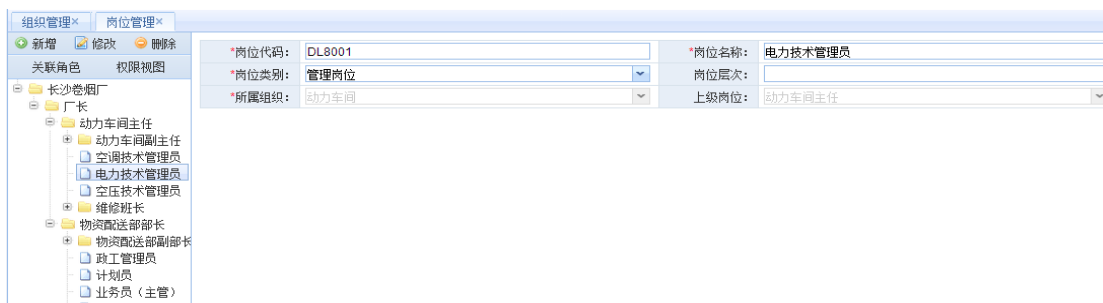 组织管理× 岗位管理×
新增 修改 删除
关联角色 权限视图
长沙卷烟厂
厂长
动力车间主任
动力车间副主任
空调技术管理员
电力技术管理员
空压技术管理员
维修班长
物资配送部部长
物资配送部副部长
政工管理员
计划员
业务员（主管）
*岗位代码： DL8001 *岗位名称： 电力技术管理员
*岗位类别： 管理岗位 岗位层次：
*所属组织： 动力车间 上级岗位： 动力车间主任